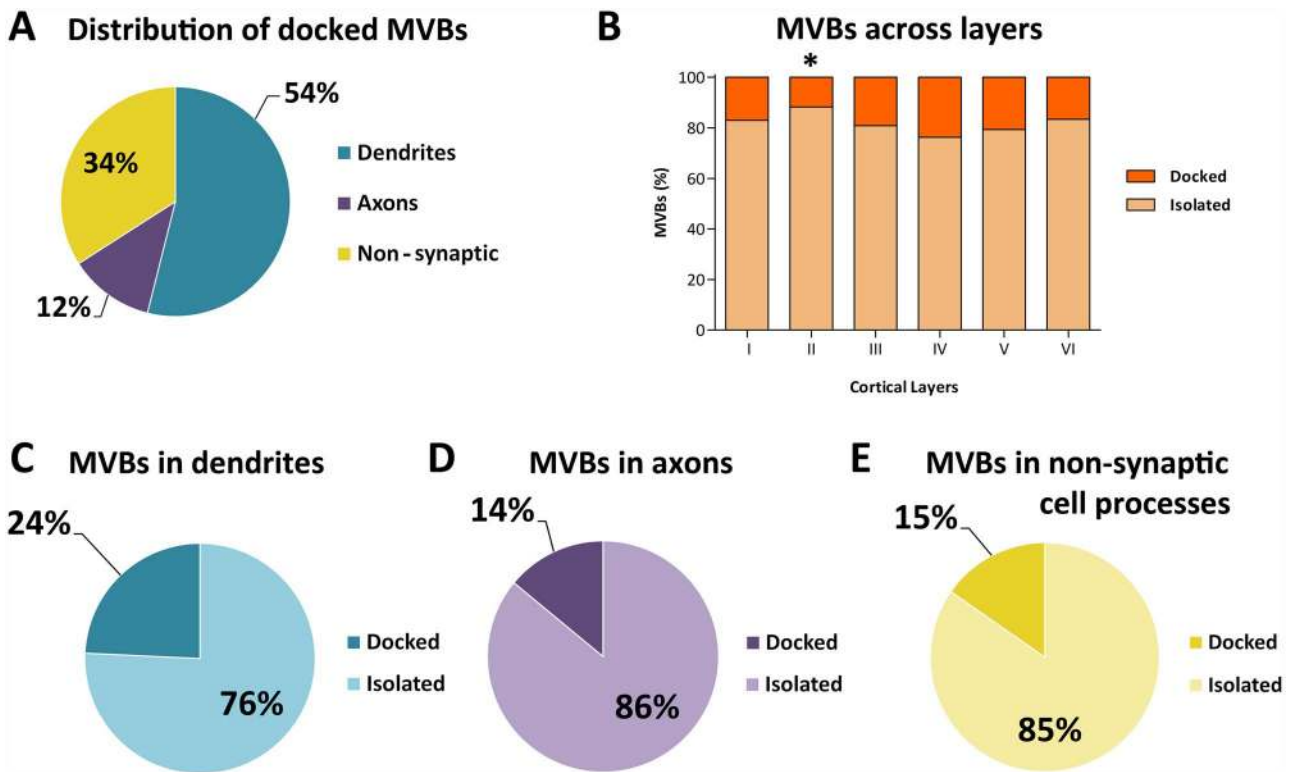 A Distribution of docked MVBs
54%
34%
12%
Dendrites
Axons
Non-synaptic
B MVBs across layers
*
100
80
60
40
20
0
MVBs (%)
I II III IV V VI
Cortical Layers
Docked
Isolated
C MVBs in dendrites
24%
76%
Docked
Isolated
D MVBs in axons
14%
86%
Docked
Isolated
E MVBs in non-synaptic
cell processes
15%
85%
Docked
Isolated